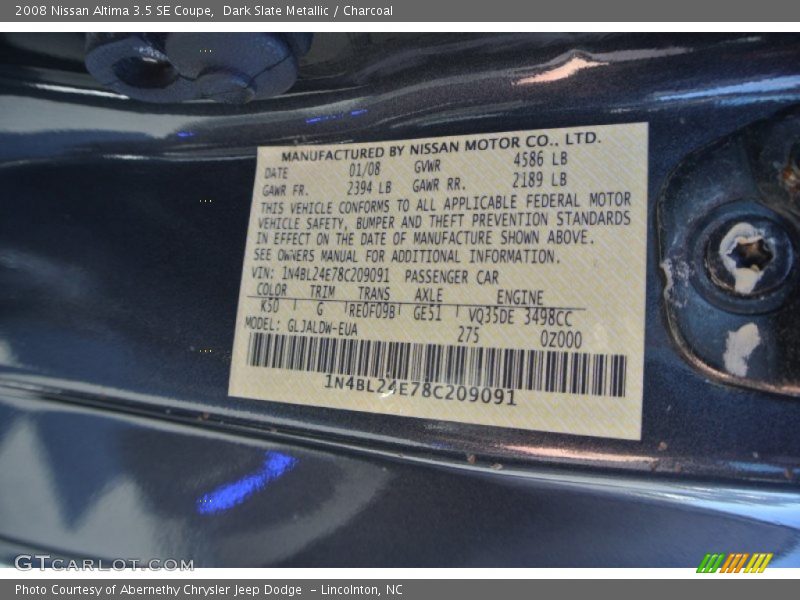 2008 Nissan Altima 3.5 SE Coupe, Dark Slate Metallic / Charcoal
MANUFACTURED BY NISSAN MOTOR CO., LTD.
DATE 01/08 GVWR 4586 LB
GAWR FR. 2394 LB GAWR RR. 2189 LB
THIS VEHICLE CONFORMS TO ALL APPLICABLE FEDERAL MOTOR
VEHICLE SAFETY, BUMPER AND THEFT PREVENTION STANDARDS
IN EFFECT ON THE DATE OF MANUFACTURE SHOWN ABOVE.
SEE OWNERS MANUAL FOR ADDITIONAL INFORMATION.
VIN: 1N4BL24E78C209091 PASSENGER CAR
COLOR TRIM TRANS AXLE ENGINE
K50 G RE0F09B GE51 VQ35DE 3498CC
MODEL: GLJALDW-EUA 275 0Z000
1N4BL24E78C209091
GTCARLOT.COM
Photo Courtesy of Abernethy Chrysler Jeep Dodge - Lincolnton, NC